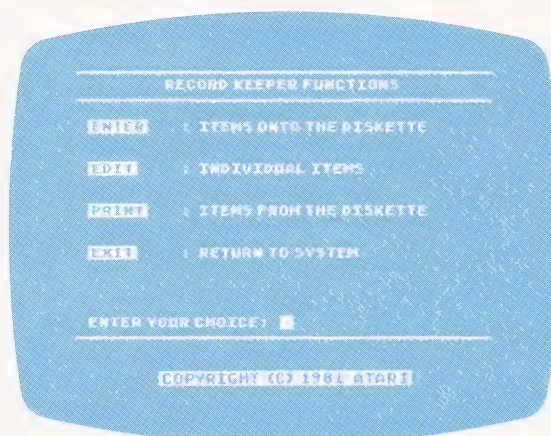 RECORD KEEPER FUNCTIONS
ENTER : ITEMS ONTO THE DISKETTE
EDIT : INDIVIDUAL ITEMS
PRINT : ITEMS FROM THE DISKETTE
EXIT : RETURN TO SYSTEM
ENTER YOUR CHOICE:
COPYRIGHT (C) 1981 ATARI